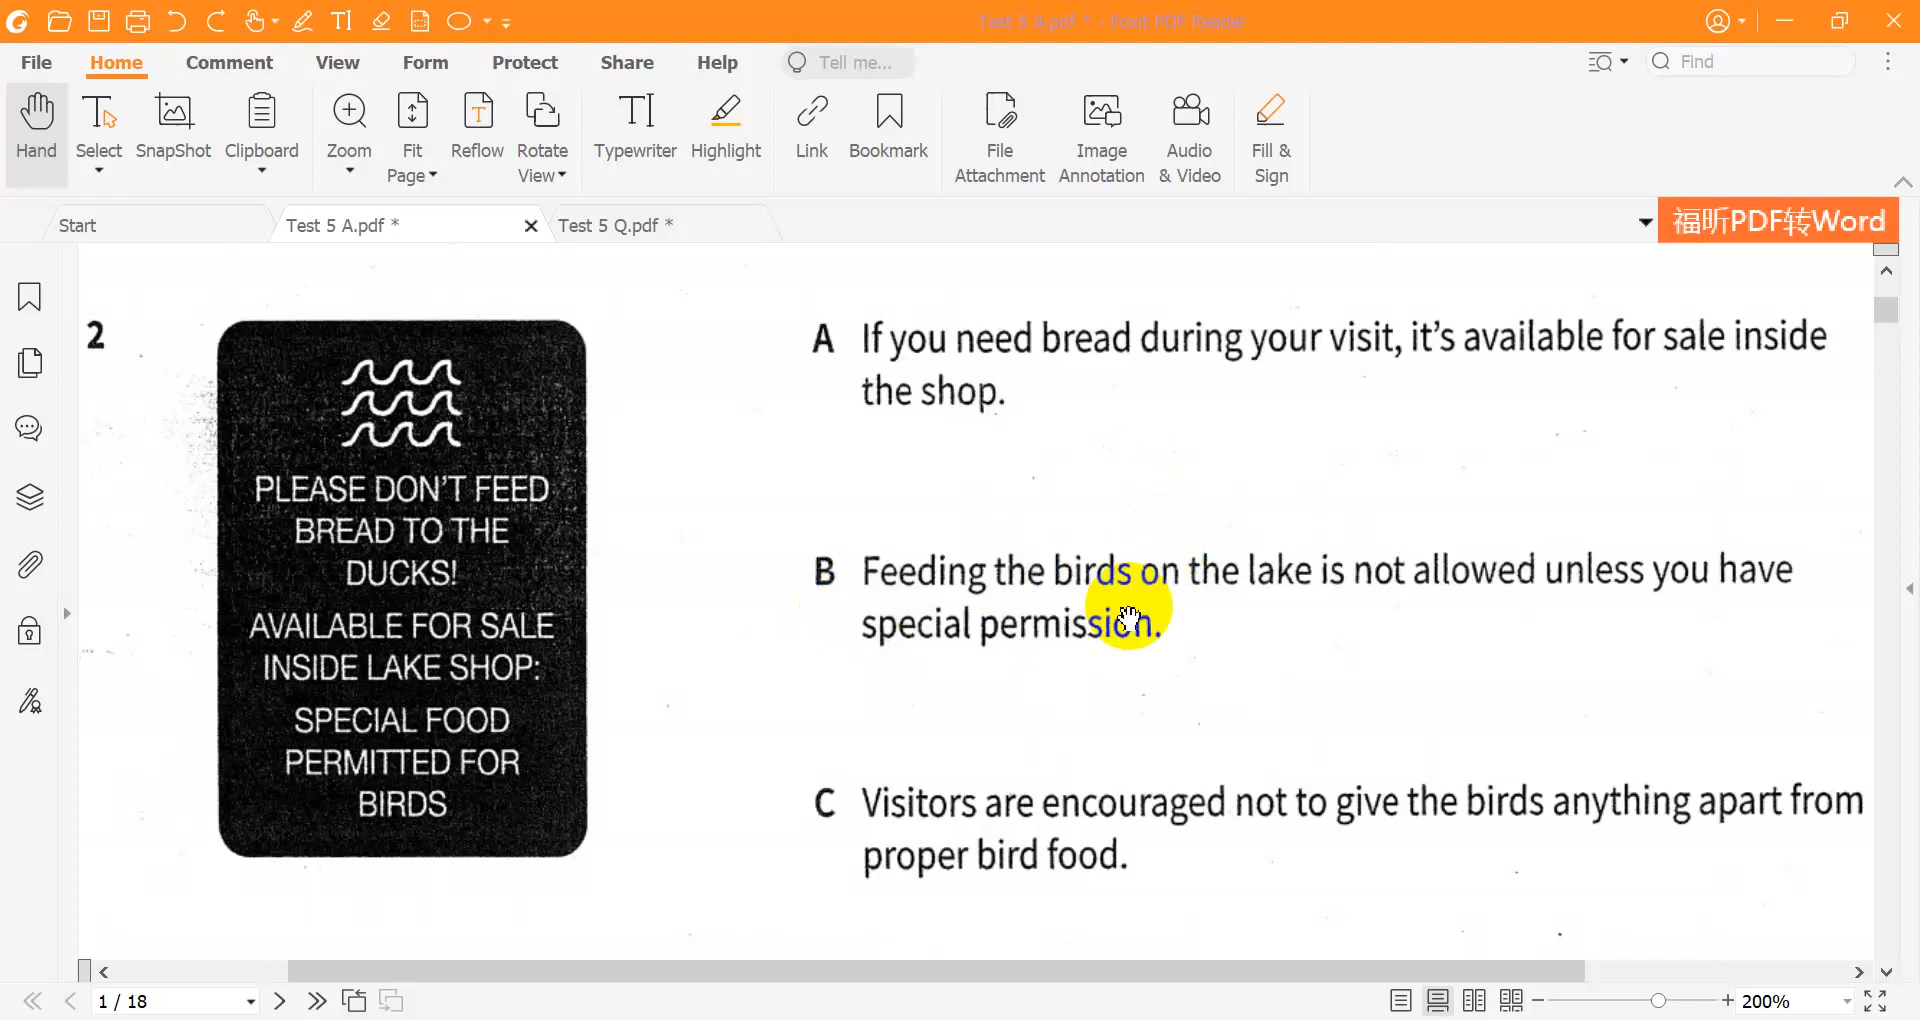 Test 5 A.pdf * - Foxit PDF Reader
File Home Comment View Form Protect Share Help Tell me... Find
Hand Select SnapShot Clipboard Zoom Fit Page Reflow Rotate View Typewriter Highlight Link Bookmark File Attachment Image Annotation Audio & Video Fill & Sign
Start Test 5 A.pdf * Test 5 Q.pdf * 福昕PDF转Word
2
PLEASE DON'T FEED
BREAD TO THE
DUCKS!
AVAILABLE FOR SALE
INSIDE LAKE SHOP:
SPECIAL FOOD
PERMITTED FOR
BIRDS
A If you need bread during your visit, it's available for sale inside
the shop.
B Feeding the birds on the lake is not allowed unless you have
special permission.
C Visitors are encouraged not to give the birds anything apart from
proper bird food.
1 / 18 200%